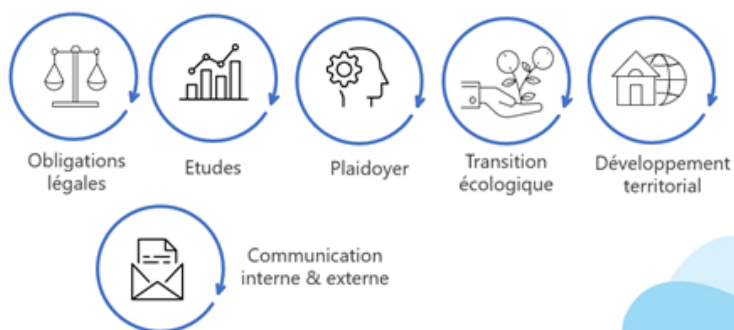 Obligations
légales
Etudes
Plaidoyer
Transition
écologique
Développement
territorial
Communication
interne & externe